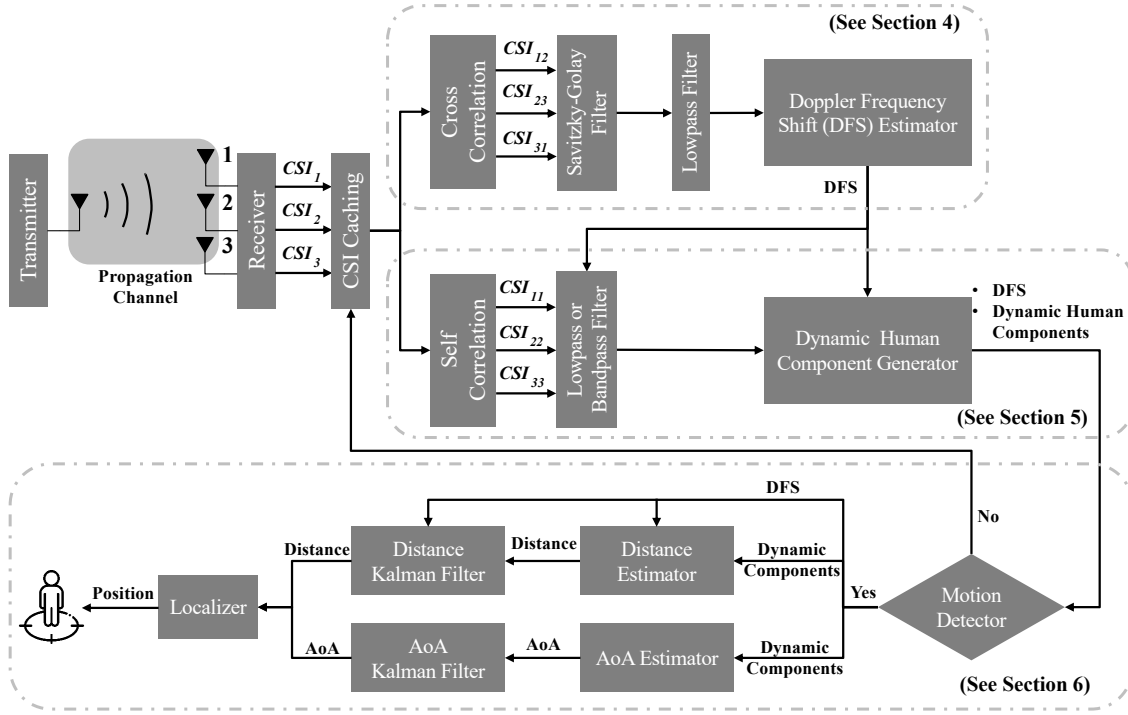 (See Section 4)
Cross
Correlation
CSI12
CSI23
CSI31
Savitzky-Golay
Filter
Lowpass Filter
Doppler Frequency
Shift (DFS) Estimator
DFS
Transmitter
1
2
3
Propagation
Channel
Receiver
CSI1
CSI2
CSI3
CSI Caching
Self
Correlation
CSI11
CSI22
CSI33
Lowpass or
Bandpass Filter
Dynamic Human
Component Generator
• DFS
• Dynamic Human
Components
(See Section 5)
DFS
No
Distance
Distance
Kalman Filter
Distance
Distance
Estimator
Dynamic
Components
Yes
Motion
Detector
Position
Localizer
AoA
AoA
Kalman Filter
AoA
AoA Estimator
Dynamic
Components
(See Section 6)